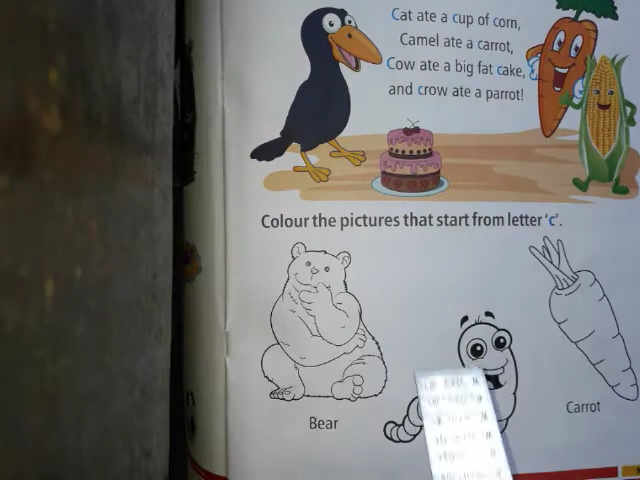 Cat ate a cup of corn,
Camel ate a carrot,
Cow ate a big fat cake,
and crow ate a parrot!
Colour the pictures that start from letter 'c'.
Bear
Carrot